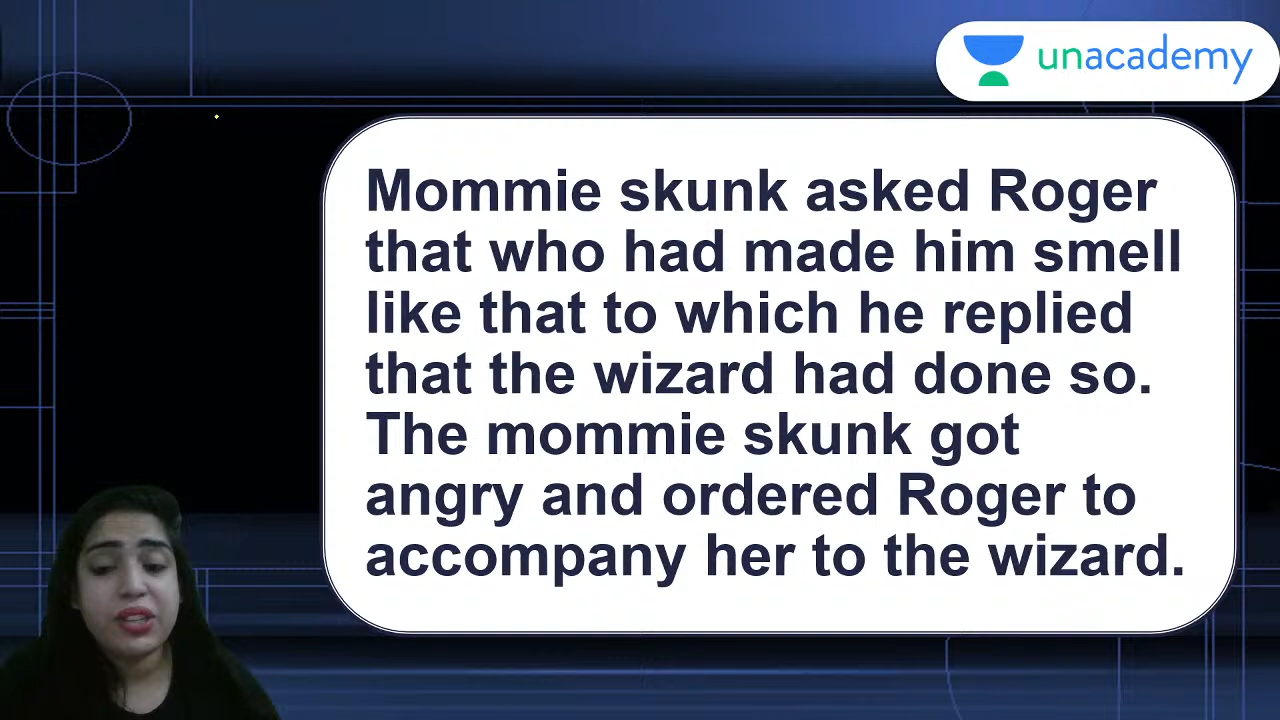 unacademy
Mommie skunk asked Roger
that who had made him smell
like that to which he replied
that the wizard had done so.
The mommie skunk got
angry and ordered Roger to
accompany her to the wizard.